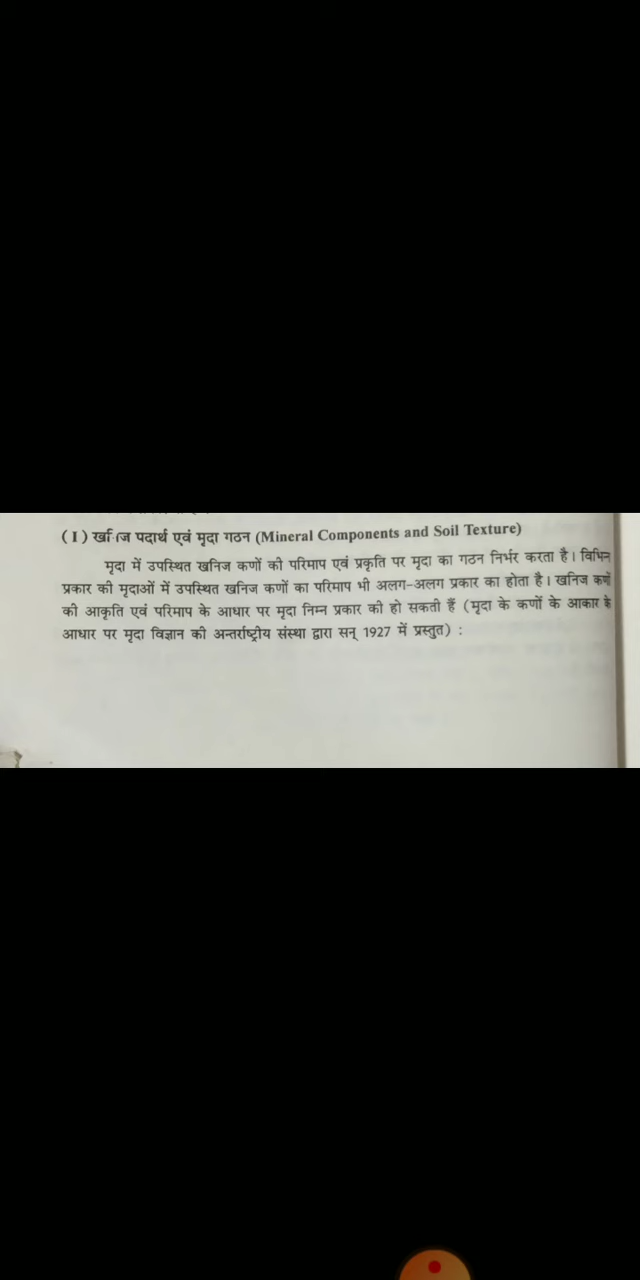 (I) खनिज पदार्थ एवं मृदा गठन (Mineral Components and Soil Texture)
मृदा में उपस्थित खनिज कणों की परिमाप एवं प्रकृति पर मृदा का गठन निर्भर करता है। विभिन्न
प्रकार की मृदाओं में उपस्थित खनिज कणों का परिमाप भी अलग-अलग प्रकार का होता है। खनिज कणों
की आकृति एवं परिमाप के आधार पर मृदा निम्न प्रकार की हो सकती हैं (मृदा के कणों के आकार के
आधार पर मृदा विज्ञान की अन्तर्राष्ट्रीय संस्था द्वारा सन् 1927 में प्रस्तुत) :